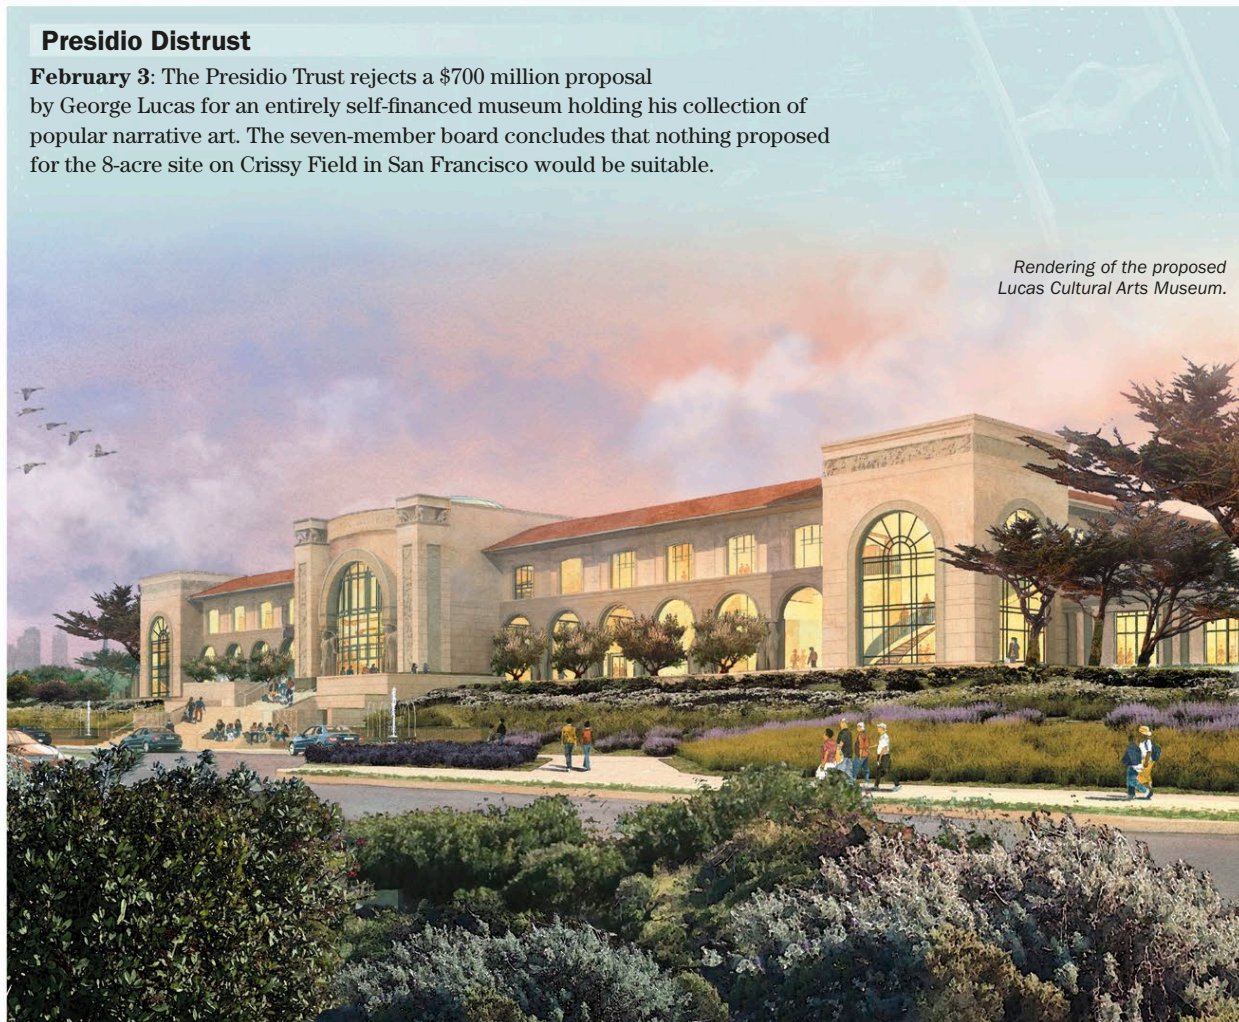 Presidio Distrust
February 3: The Presidio Trust rejects a $700 million proposal
by George Lucas for an entirely self-financed museum holding his collection of
popular narrative art. The seven-member board concludes that nothing proposed
for the 8-acre site on Crissy Field in San Francisco would be suitable.
Rendering of the proposed
Lucas Cultural Arts Museum.